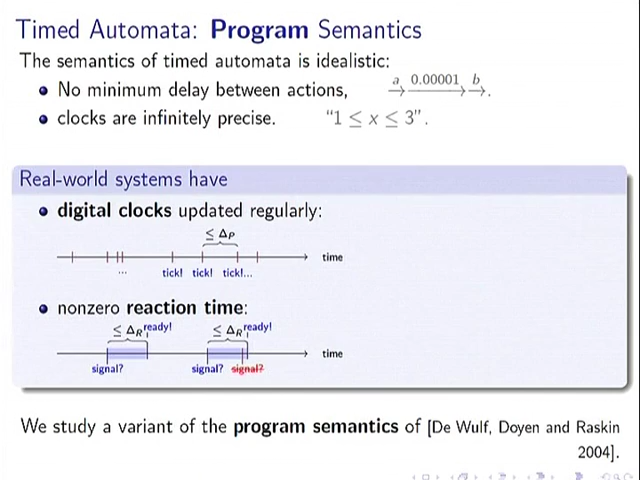 Timed Automata: Program Semantics
The semantics of timed automata is idealistic:
No minimum delay between actions, a 0.00001 b .
clocks are infinitely precise. “1 ≤ x ≤ 3”.
Real-world systems have
digital clocks updated regularly:
≤ ΔP
time
... tick! tick! tick!...
nonzero reaction time:
≤ ΔR ready! ≤ ΔR ready!
time
signal? signal? signal?
We study a variant of the program semantics of [De Wulf, Doyen and Raskin
2004].